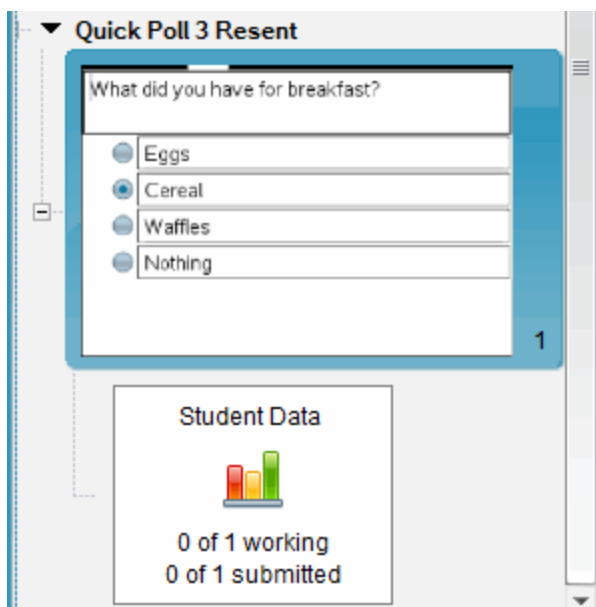 Quick Poll 3 Resent
What did you have for breakfast?
Eggs
Cereal
Waffles
Nothing
1
Student Data
0 of 1 working
0 of 1 submitted